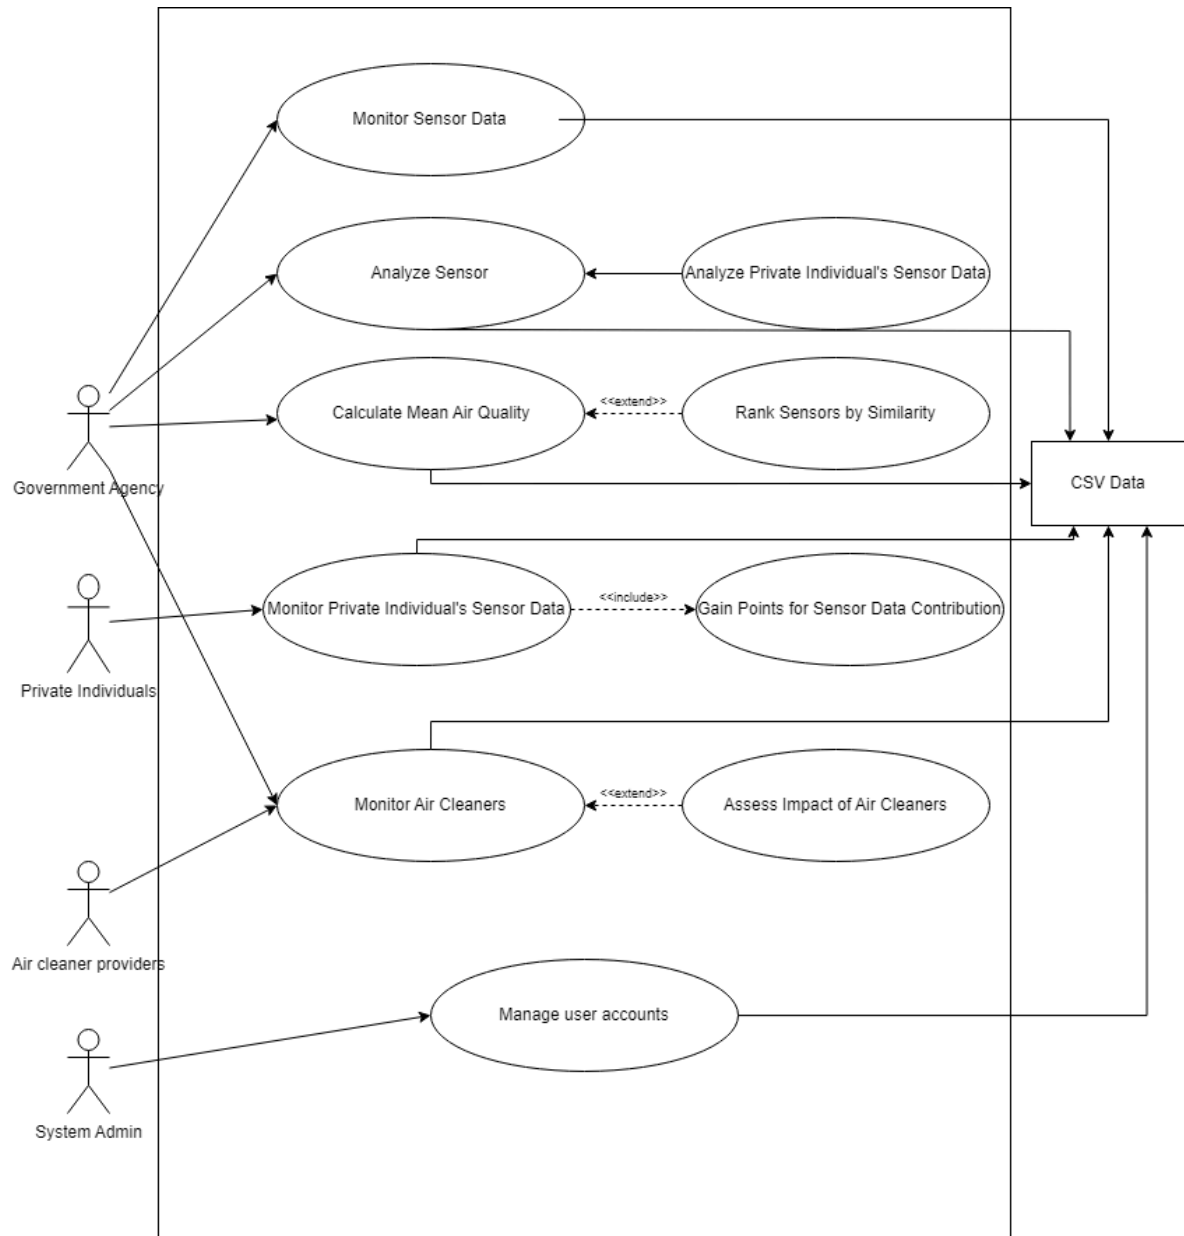 Monitor Sensor Data
Analyze Sensor
Analyze Private Individual's Sensor Data
Calculate Mean Air Quality
<<extend>>
Rank Sensors by Similarity
Government Agency
CSV Data
Private Individuals
Monitor Private Individual's Sensor Data
<<include>>
Gain Points for Sensor Data Contribution
Monitor Air Cleaners
<<extend>>
Assess Impact of Air Cleaners
Air cleaner providers
Manage user accounts
System Admin